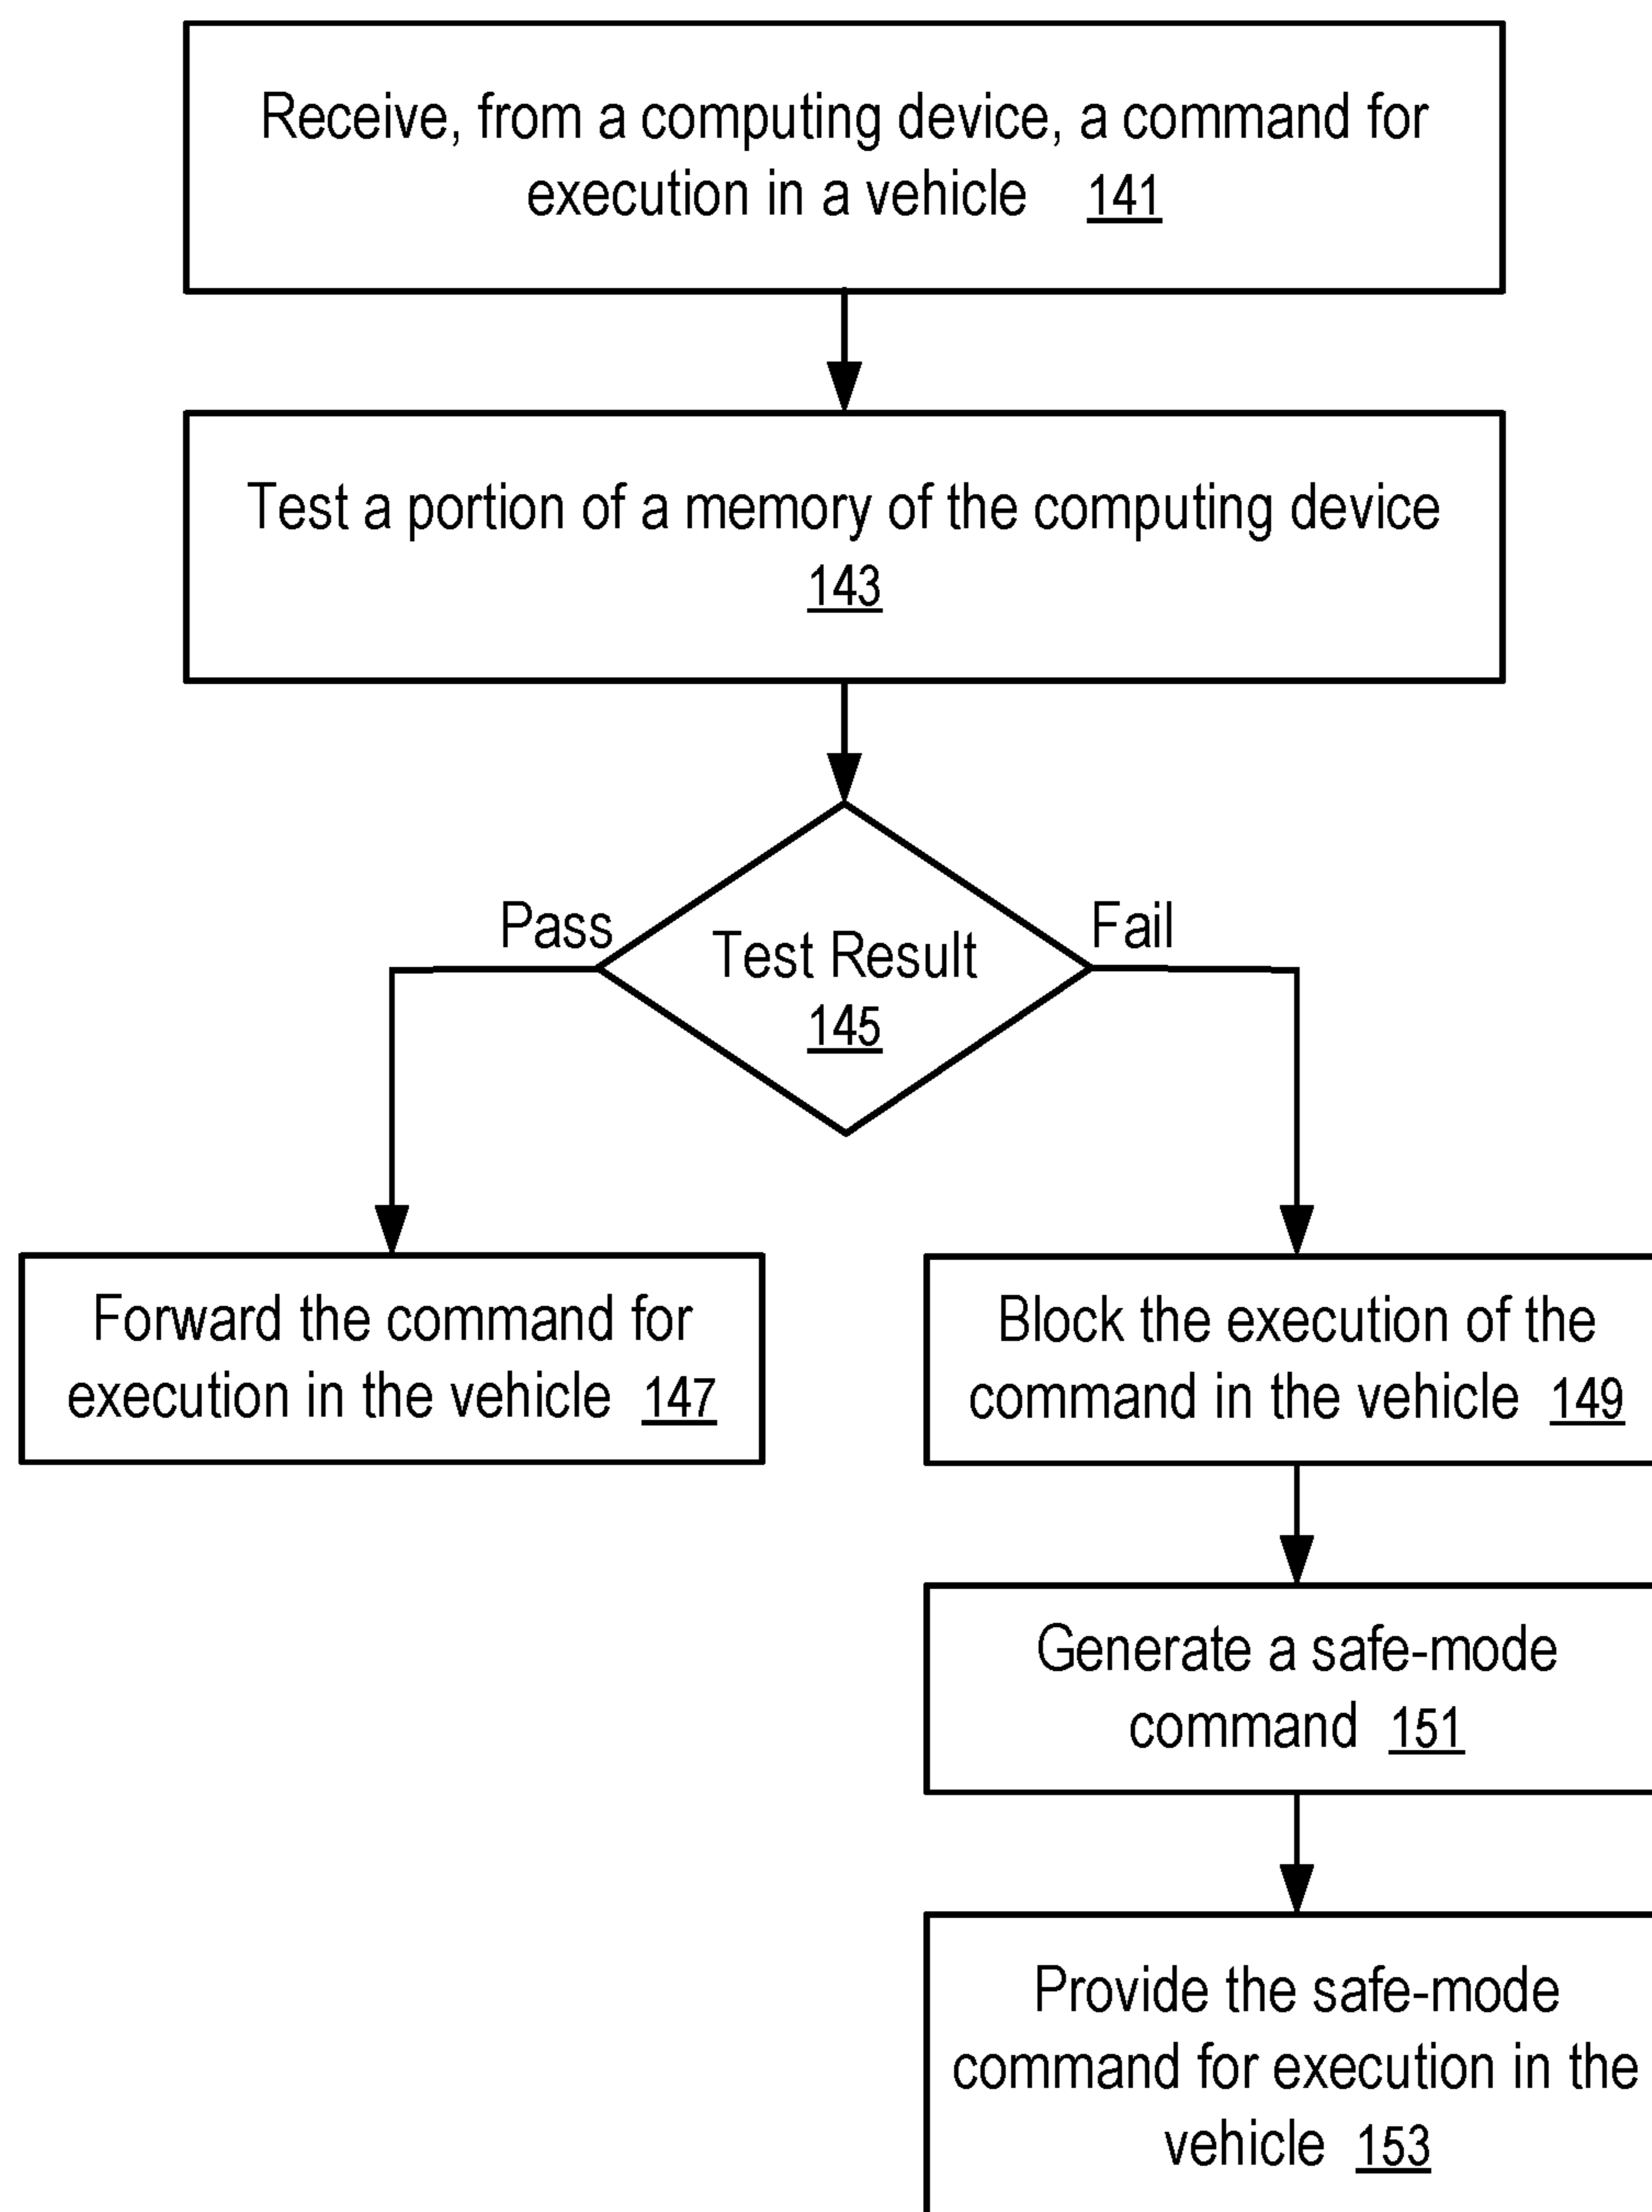 Receive, from a computing device, a command for
execution in a vehicle 141
Test a portion of a memory of the computing device
143
Pass
Fail
Test Result
145
Forward the command for
execution in the vehicle 147
Block the execution of the
command in the vehicle 149
Generate a safe-mode
command 151
Provide the safe-mode
command for execution in the
vehicle 153